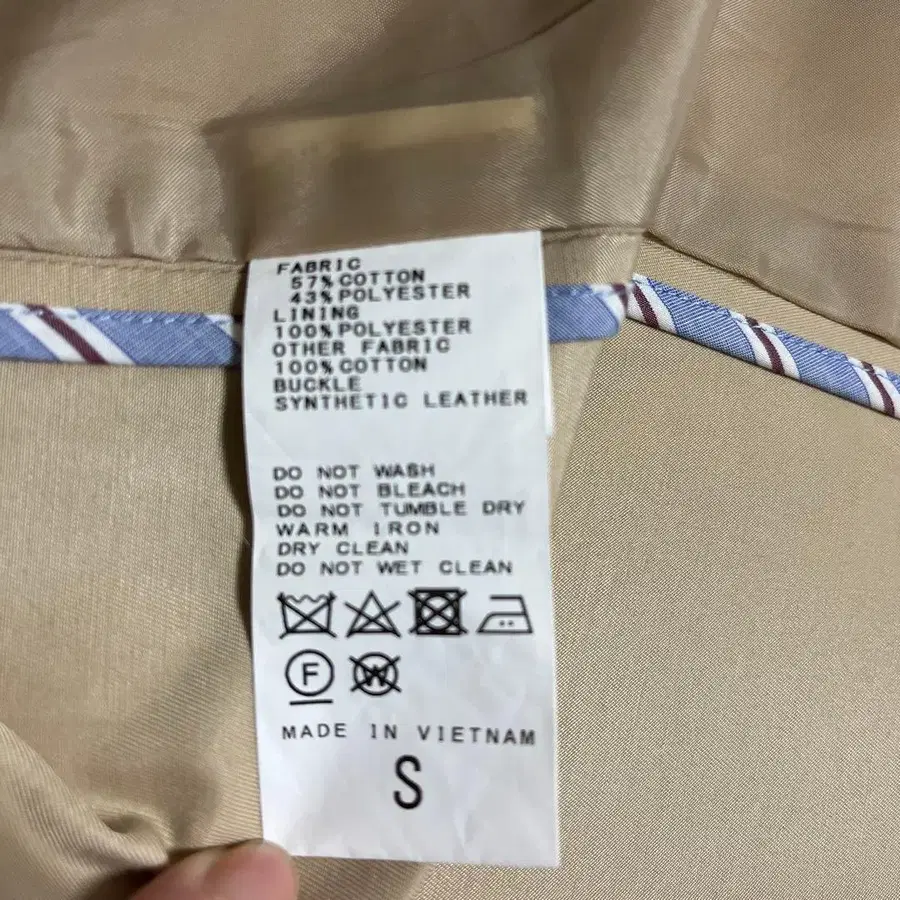 FABRIC
57%COTTON
43%POLYESTER
LINING
100%POLYESTER
OTHER FABRIC
100%COTTON
BUCKLE
SYNTHETIC LEATHER
DO NOT WASH
DO NOT BLEACH
DO NOT TUMBLE DRY
WARM IRON
DRY CLEAN
DO NOT WET CLEAN
F W
MADE IN VIETNAM
S